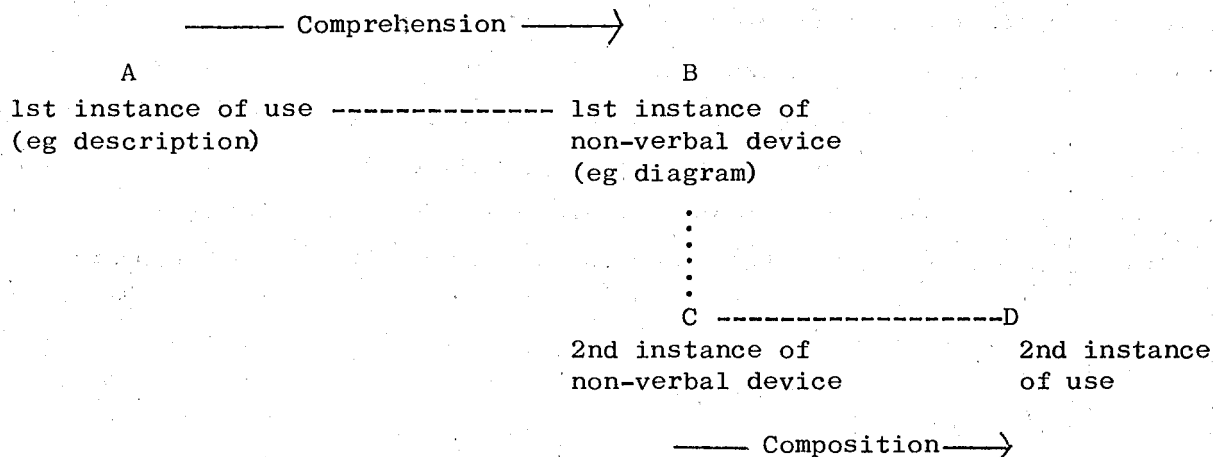 Comprehension
A B
1st instance of use -------------- 1st instance of
(eg description) non-verbal device
(eg diagram)
C -------------------D
2nd instance of 2nd instance
non-verbal device of use
Composition